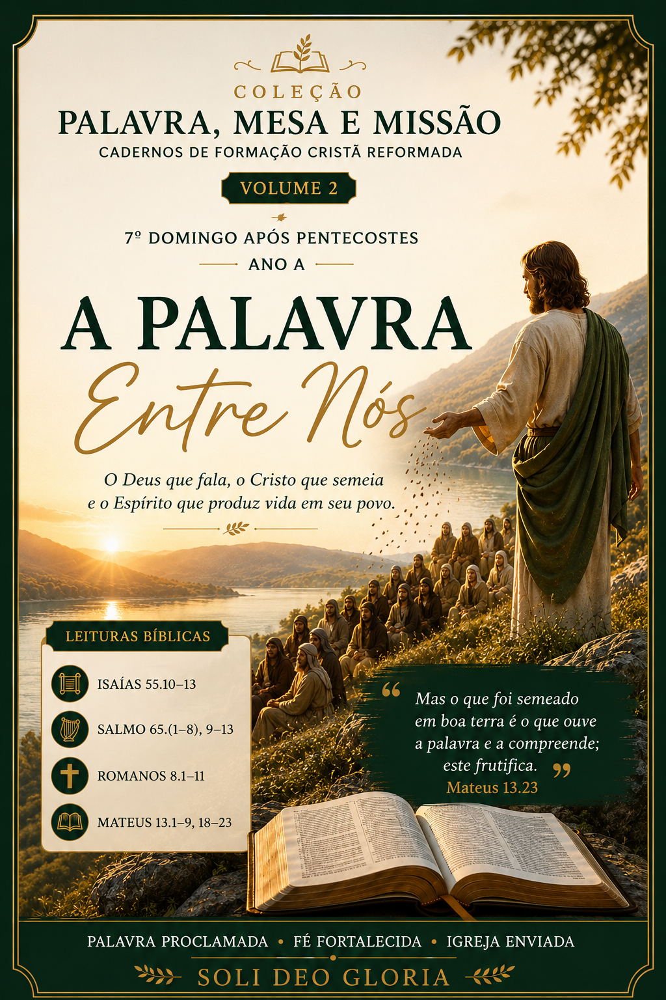 COLEÇÃO
PALAVRA, MESA E MISSÃO
CADERNOS DE FORMAÇÃO CRISTÃ REFORMADA
VOLUME 2
7º DOMINGO APÓS PENTECOSTES
ANO A
A PALAVRA
Entre Nós
O Deus que fala, o Cristo que semeia
e o Espírito que produz vida em seu povo.
LEITURAS BÍBLICAS
ISAÍAS 55.10–13
SALMO 65.(1–8), 9–13
ROMANOS 8.1–11
MATEUS 13.1–9, 18–23
“ Mas o que foi semeado
em boa terra é o que ouve
a palavra e a compreende;
este frutifica. ”
Mateus 13.23
PALAVRA PROCLAMADA • FÉ FORTALECIDA • IGREJA ENVIADA
SOLI DEO GLORIA